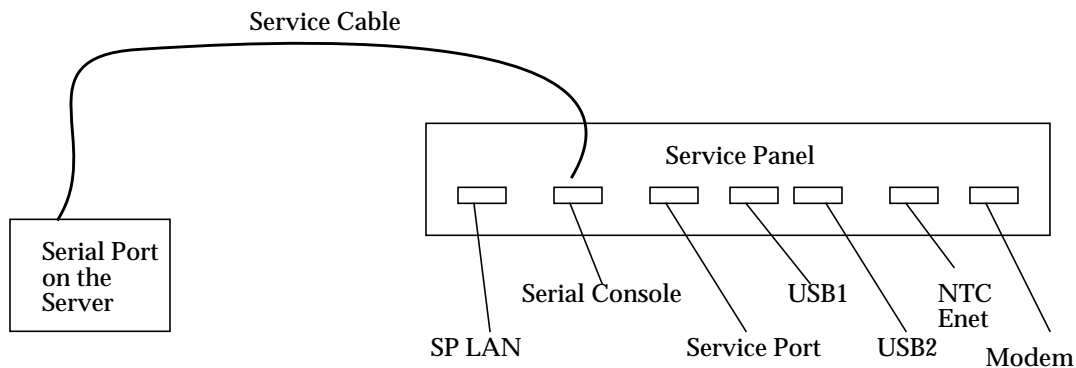 Service Cable
Service Panel
Serial Port
on the
Server
Serial Console
USB1
NTC
Enet
SP LAN
Service Port
USB2
Modem